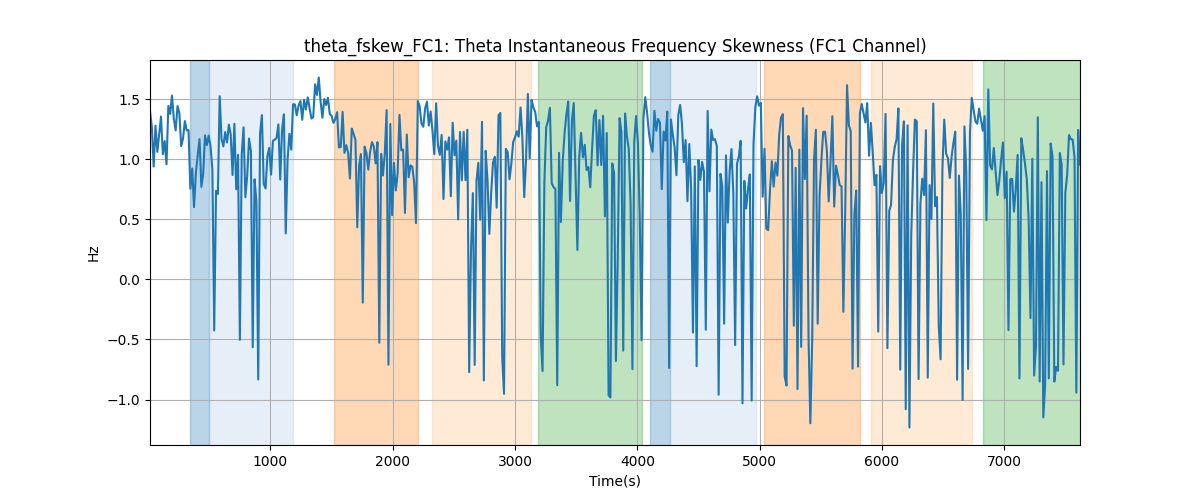 theta_fskew_FC1: Theta Instantaneous Frequency Skewness (FC1 Channel)
1.5
1.0
0.5
0.0
−0.5
−1.0
Hz
1000 2000 3000 4000 5000 6000 7000
Time(s)